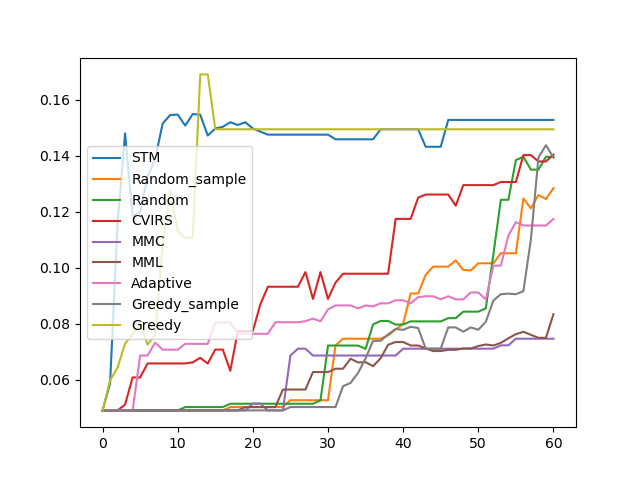 0.16
0.14
0.12
0.10
0.08
0.06
STM
Random_sample
Random
CVIRS
MMC
MML
Adaptive
Greedy_sample
Greedy
0 10 20 30 40 50 60